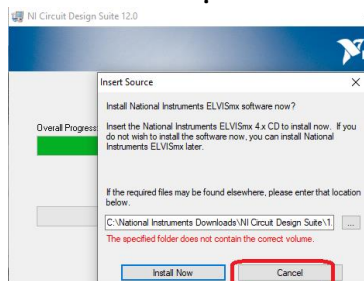 NI Circuit Design Suite 12.0
Insert Source
Install National Instruments ELVISmx software now?
Overall Progress
Insert the National Instruments ELVISmx 4.x CD to install now. If you
do not wish to install the software now, you can install National
Instruments ELVISmx later.
If the required files may be found elsewhere, please enter that location
below.
C:\National Instruments Downloads\NI Circuit Design Suite\1.
...
The specified folder does not contain the correct volume.
Install Now
Cancel